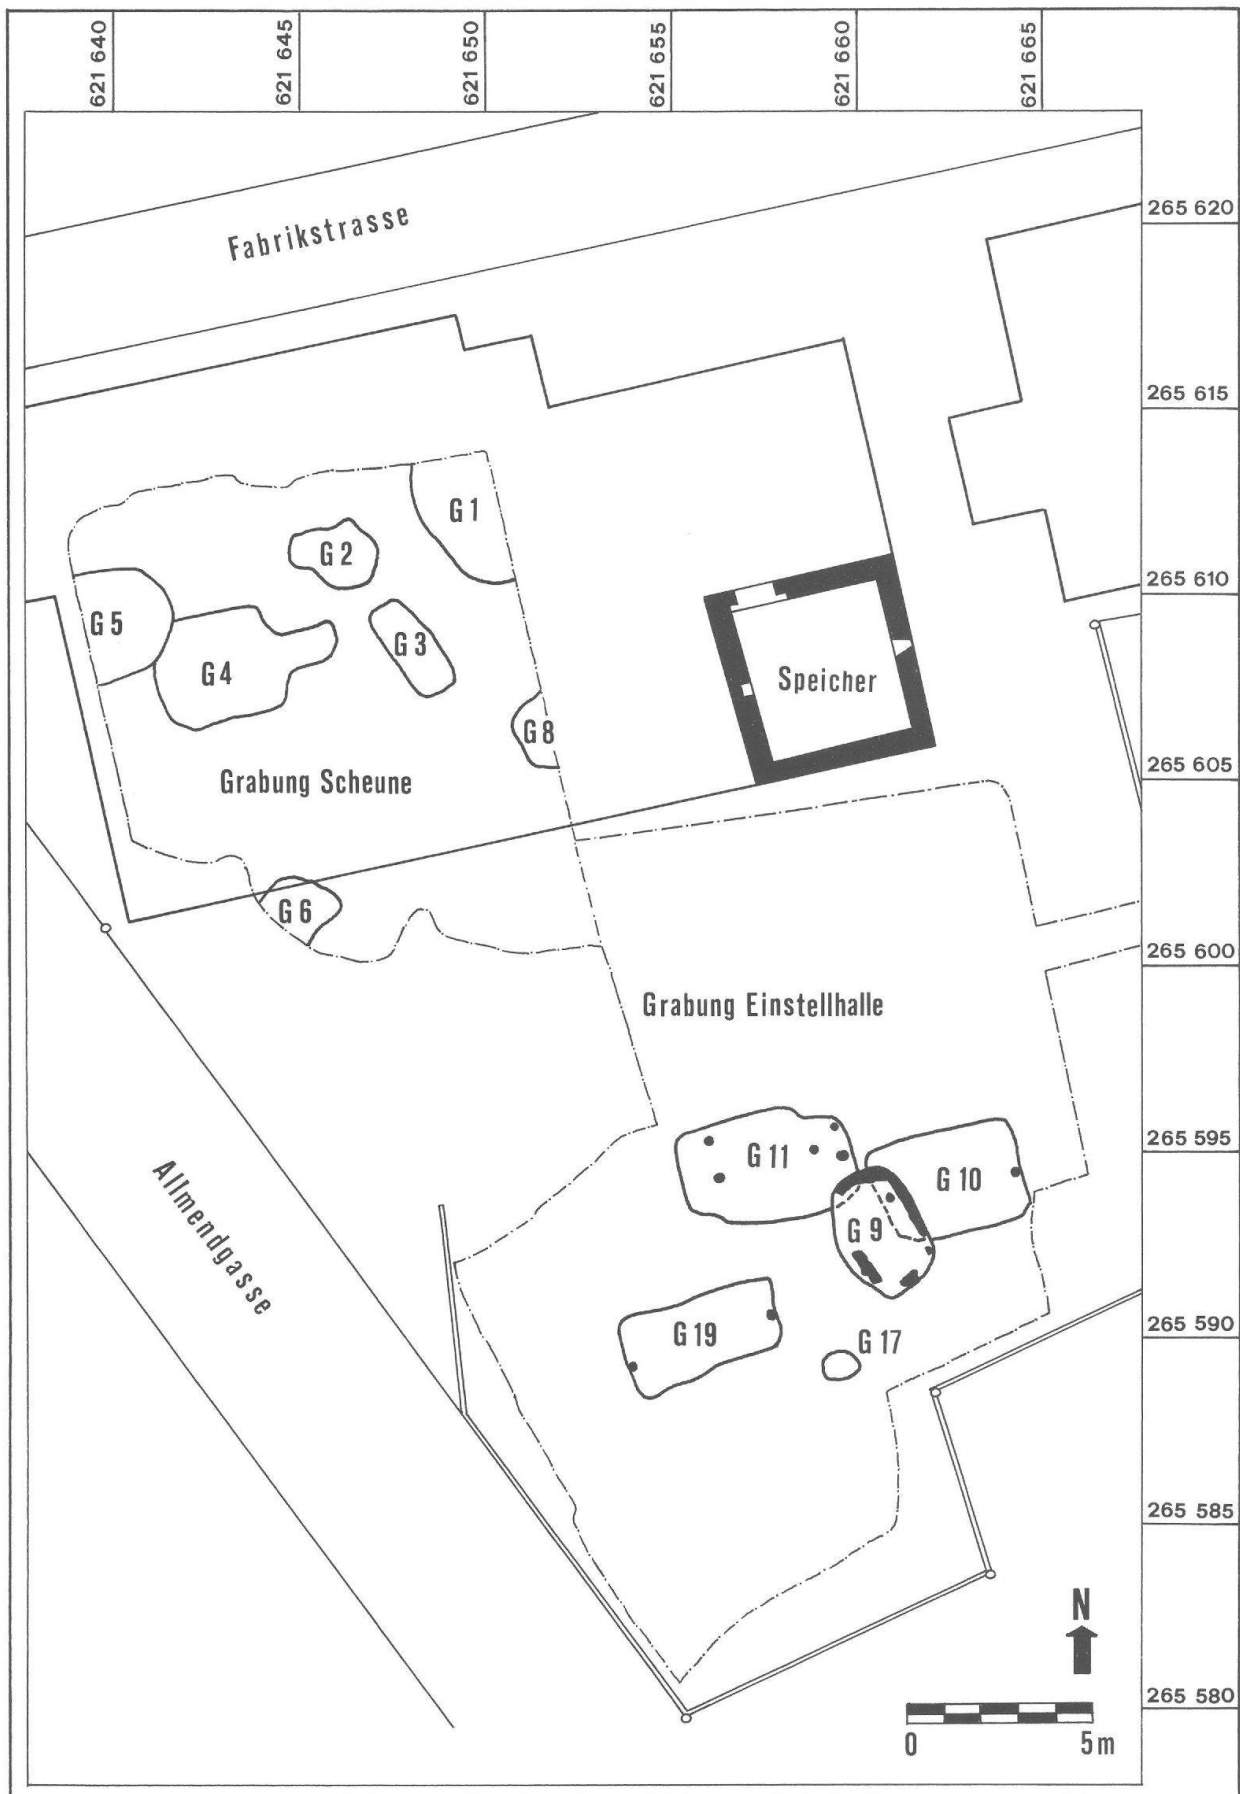 621 640
621 645
621 650
621 655
621 660
621 665
265 620
Fabrikstrasse
265 615
G 1
G 2
265 610
G 5
G 3
G 4
Speicher
G 8
Grabung Scheune
265 605
G 6
265 600
Grabung Einstellhalle
G 11
265 595
G 10
Allmendgasse
G 9
G 19
G 17
265 590
265 585
N
265 580
0 5 m